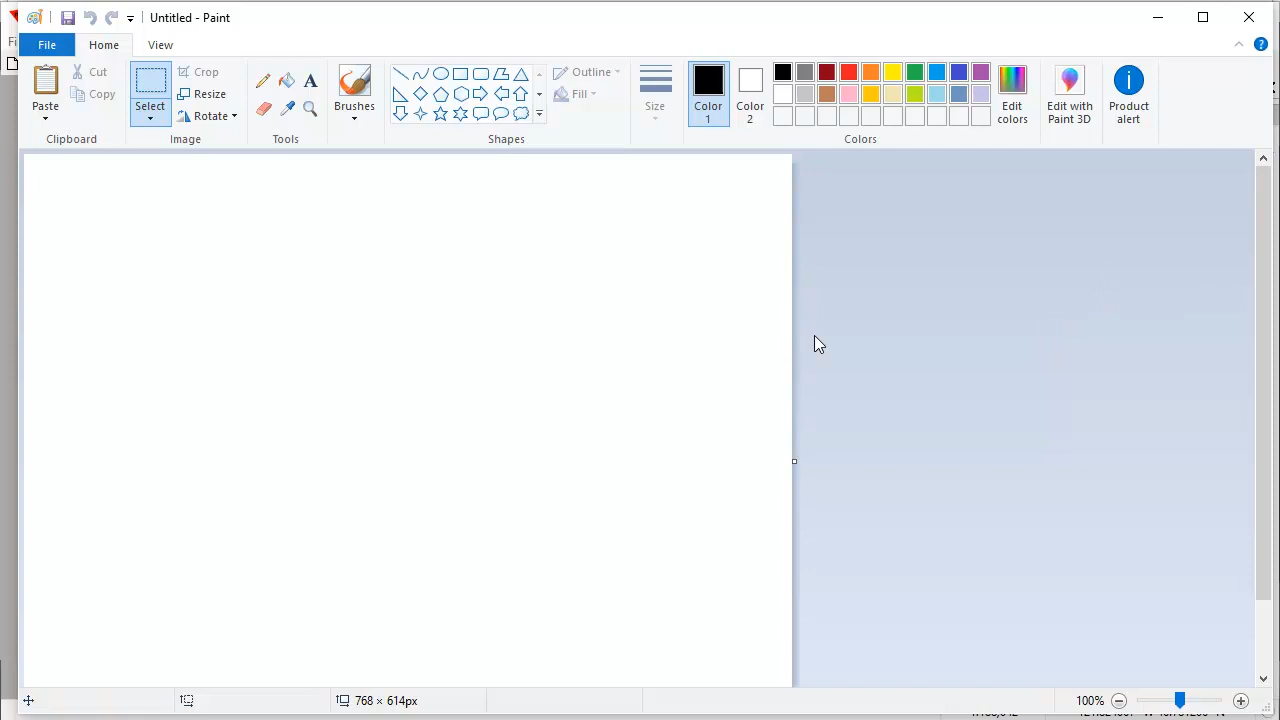 Untitled - Paint
File Home View
Paste
Cut
Copy
Clipboard
Select
Crop
Resize
Rotate
Image
A
Tools
Brushes
Outline
Fill
Shapes
Size
Color 1
Color 2
Edit colors
Colors
Edit with Paint 3D
Product alert
768 × 614px
100%